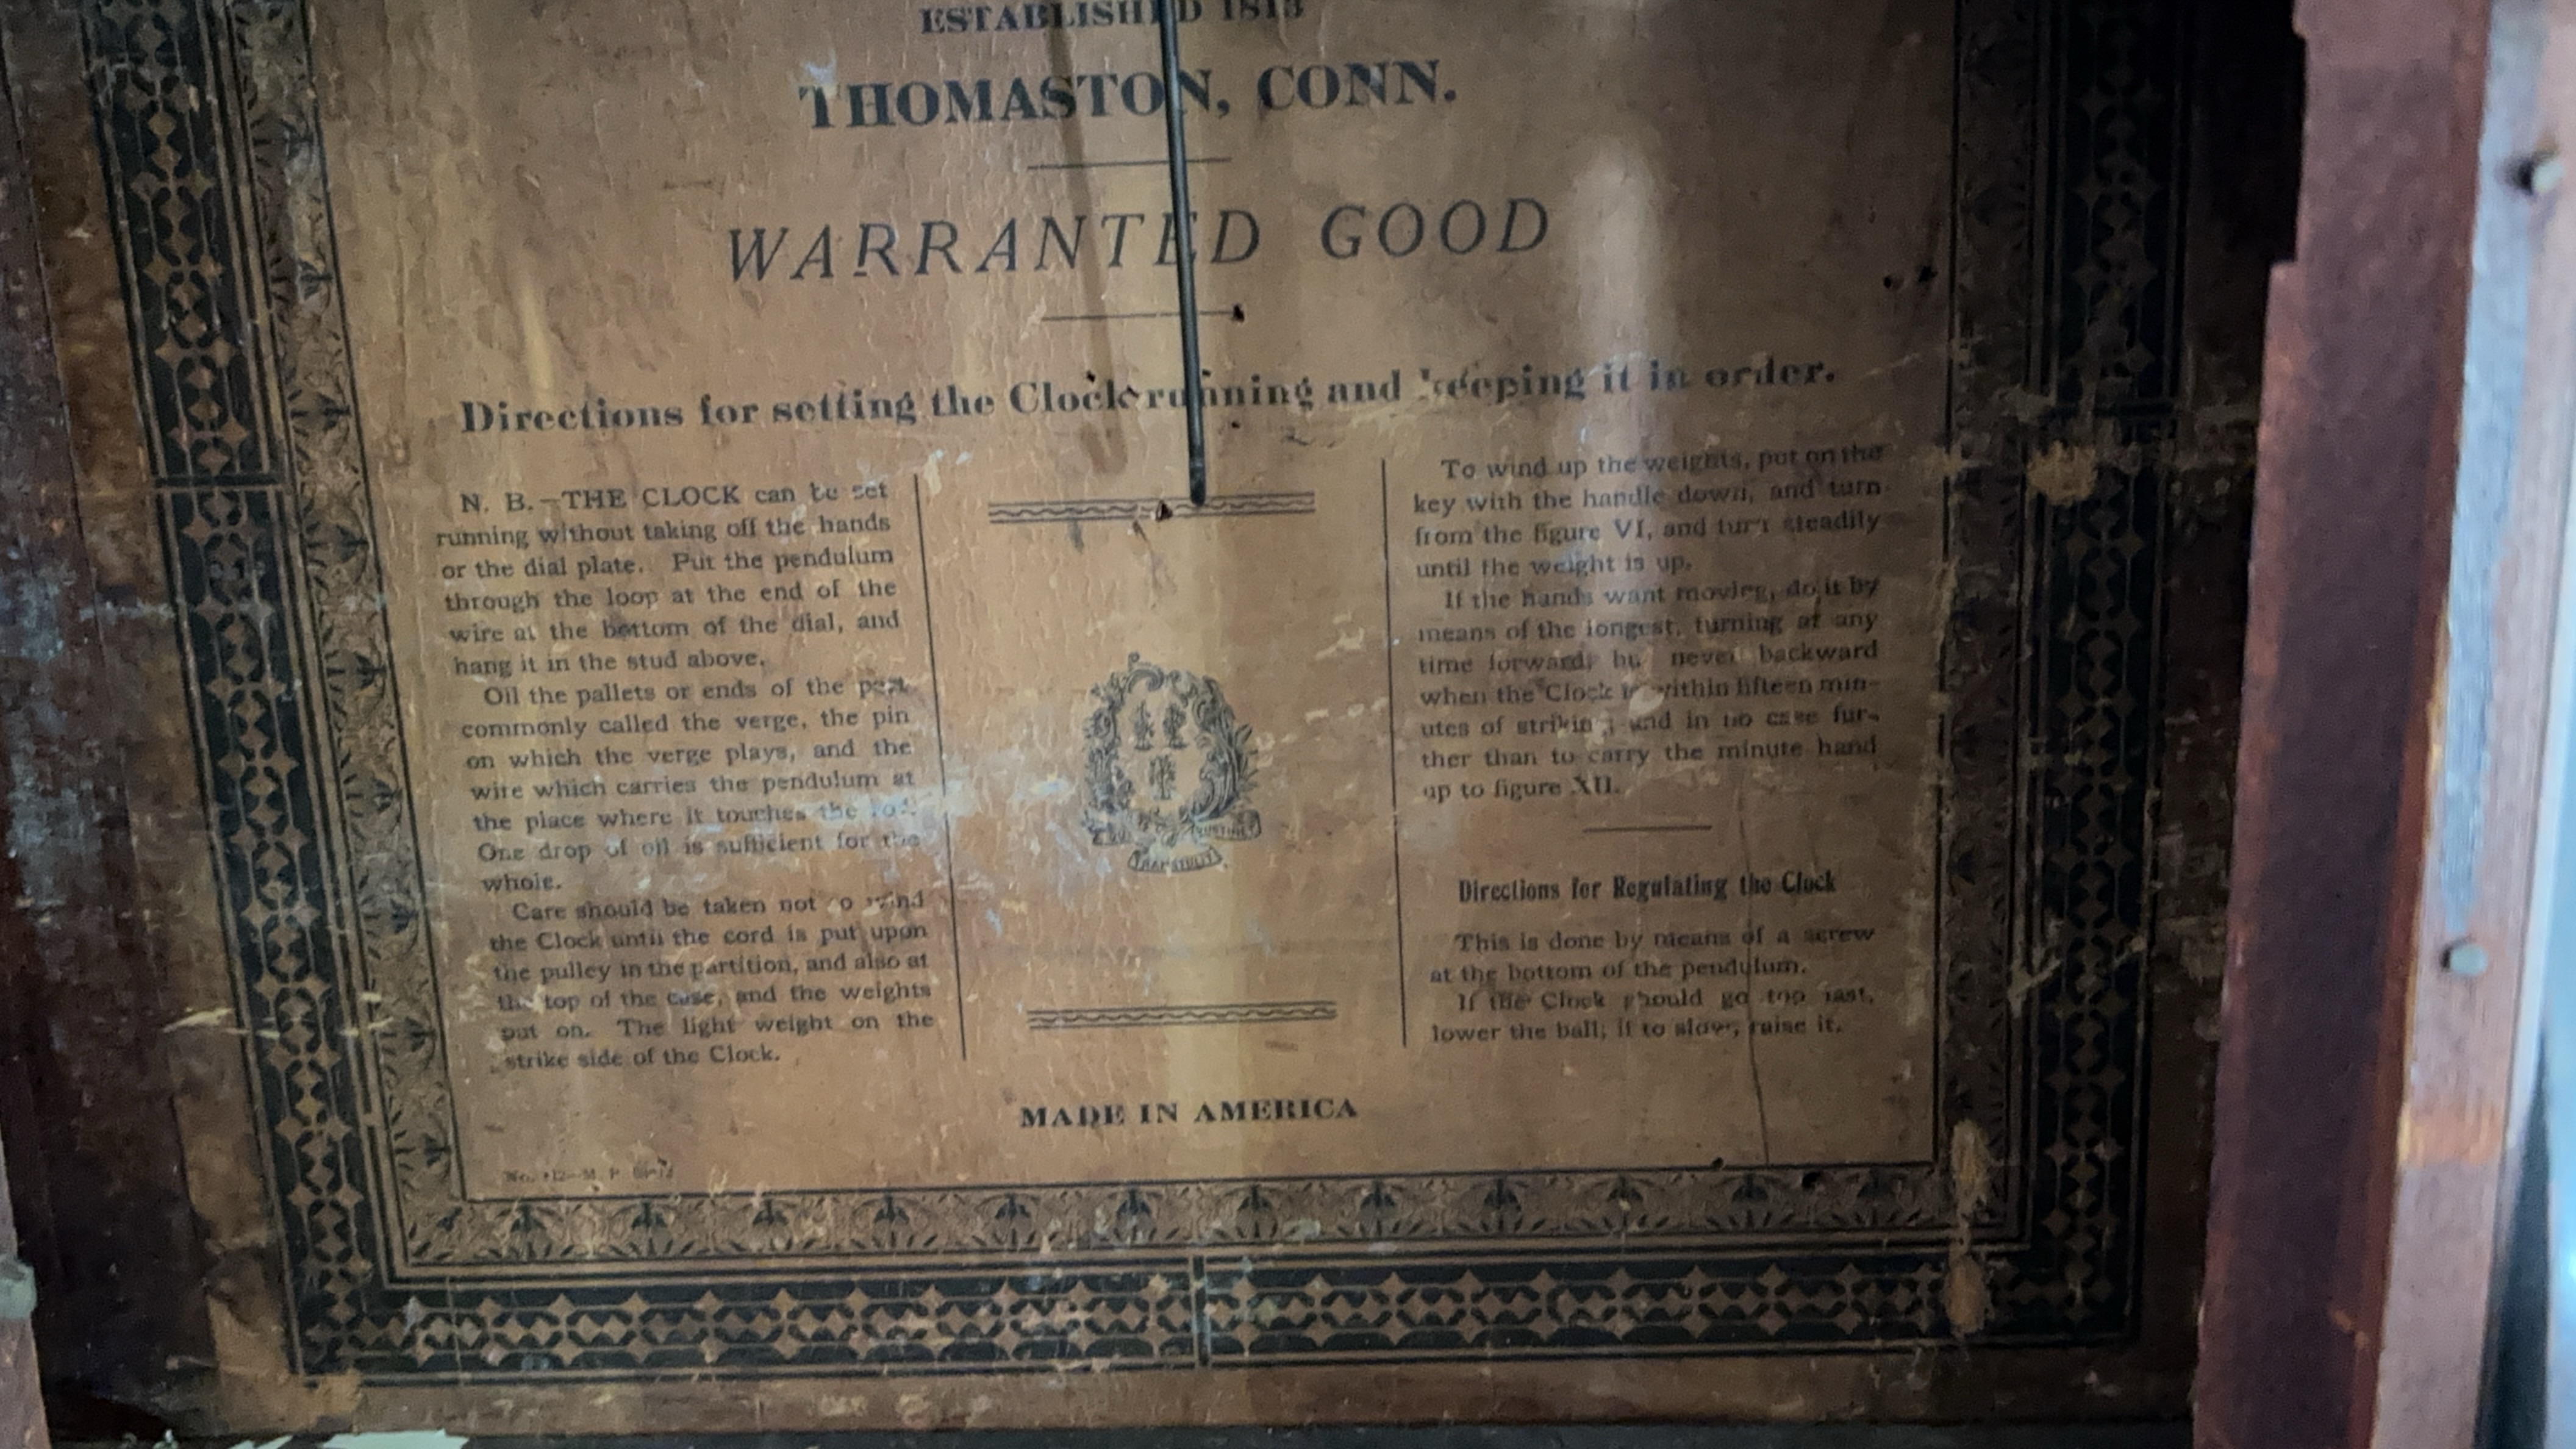 ESTABLISHED 1813
THOMASTON, CONN.
WARRANTED GOOD
Directions for setting the Clock running and keeping it in order.
N. B.—THE CLOCK can be set
running without taking off the hands
or the dial plate. Put the pendulum
through the loop at the end of the
wire at the bottom of the dial, and
hang it in the stud above.
Oil the pallets or ends of the part
commonly called the verge, the pin
on which the verge plays, and the
wire which carries the pendulum at
the place where it touches the rod.
One drop of oil is sufficient for the
whole.
Care should be taken not to wind
the Clock until the cord is put upon
the pulley in the partition, and also at
the top of the case, and the weights
put on. The light weight on the
strike side of the Clock.
TRANSTULIT
SUSTINET
To wind up the weights, put on the
key with the handle down, and turn
from the figure VI, and turn steadily
until the weight is up.
If the hands want moving, do it by
means of the longest, turning at any
time forward, but never backward
when the Clock is within fifteen min-
utes of striking; and in no case fur-
ther than to carry the minute hand
up to figure XII.
Directions for Regulating the Clock
This is done by means of a screw
at the bottom of the pendulum.
If the Clock should go too fast,
lower the ball; if to slow, raise it.
MADE IN AMERICA